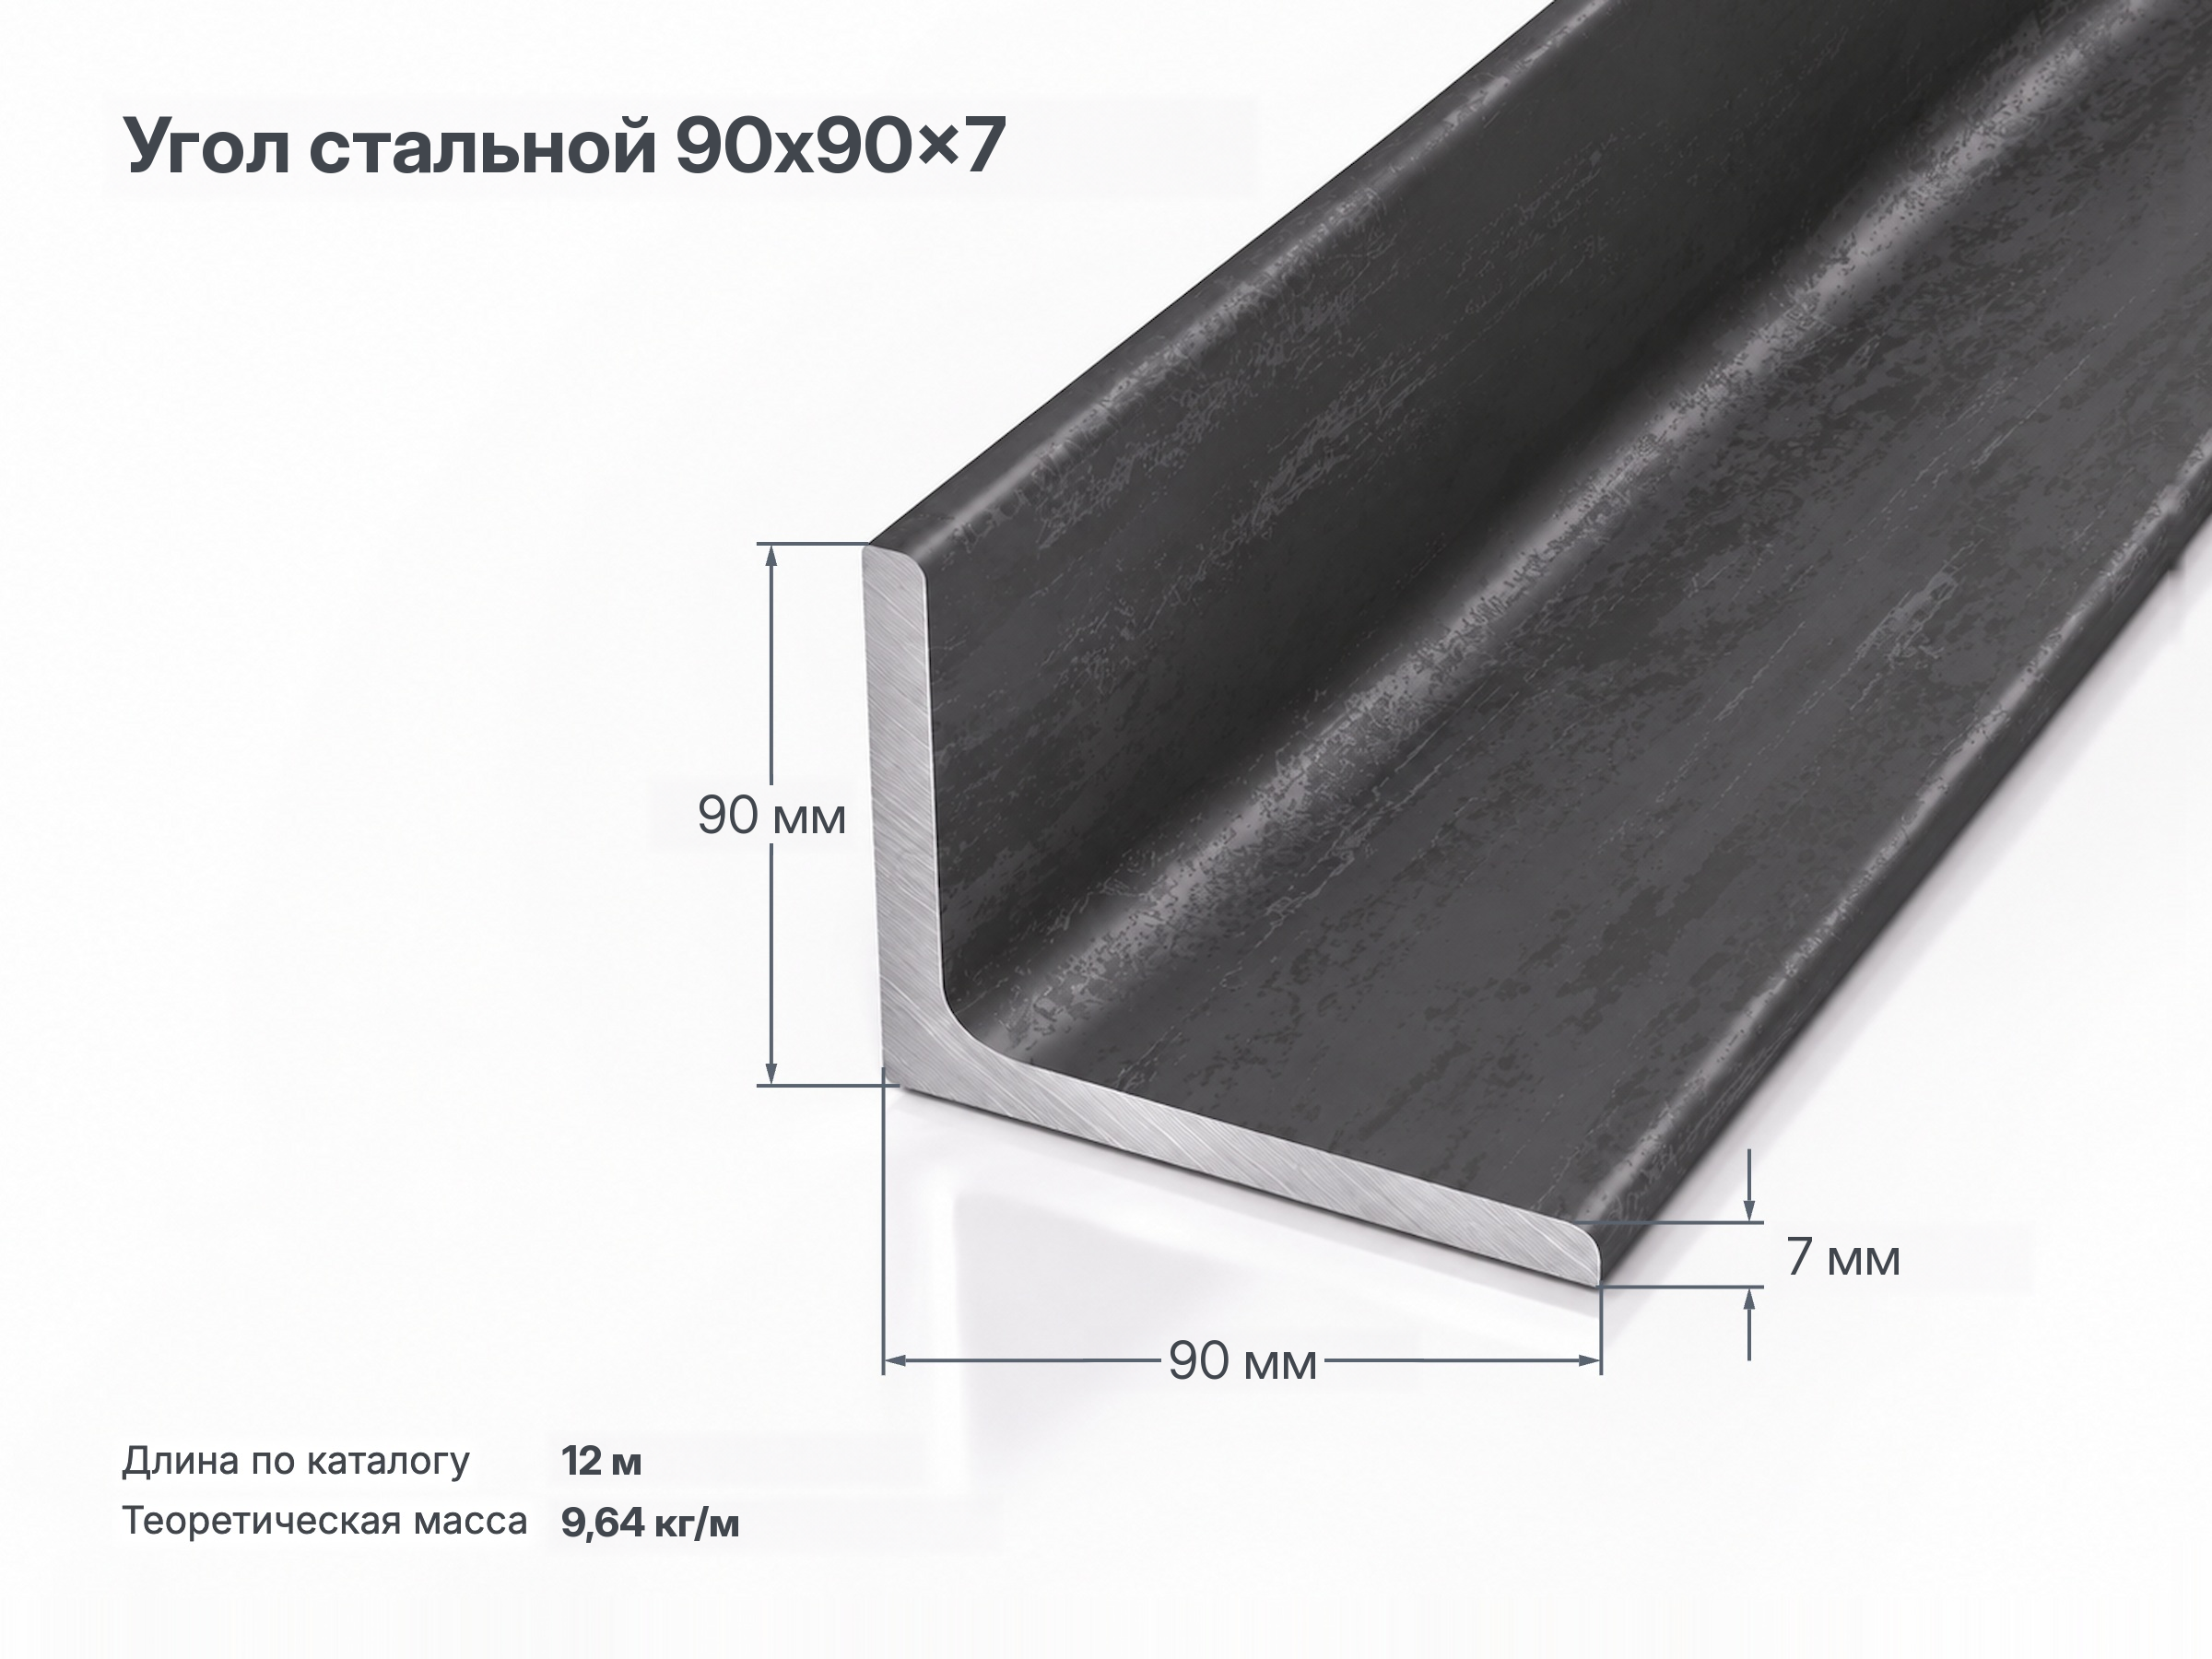 Угол стальной 90х90×7
90 мм
7 мм
90 мм
Длина по каталогу 12 м
Теоретическая масса 9,64 кг/м